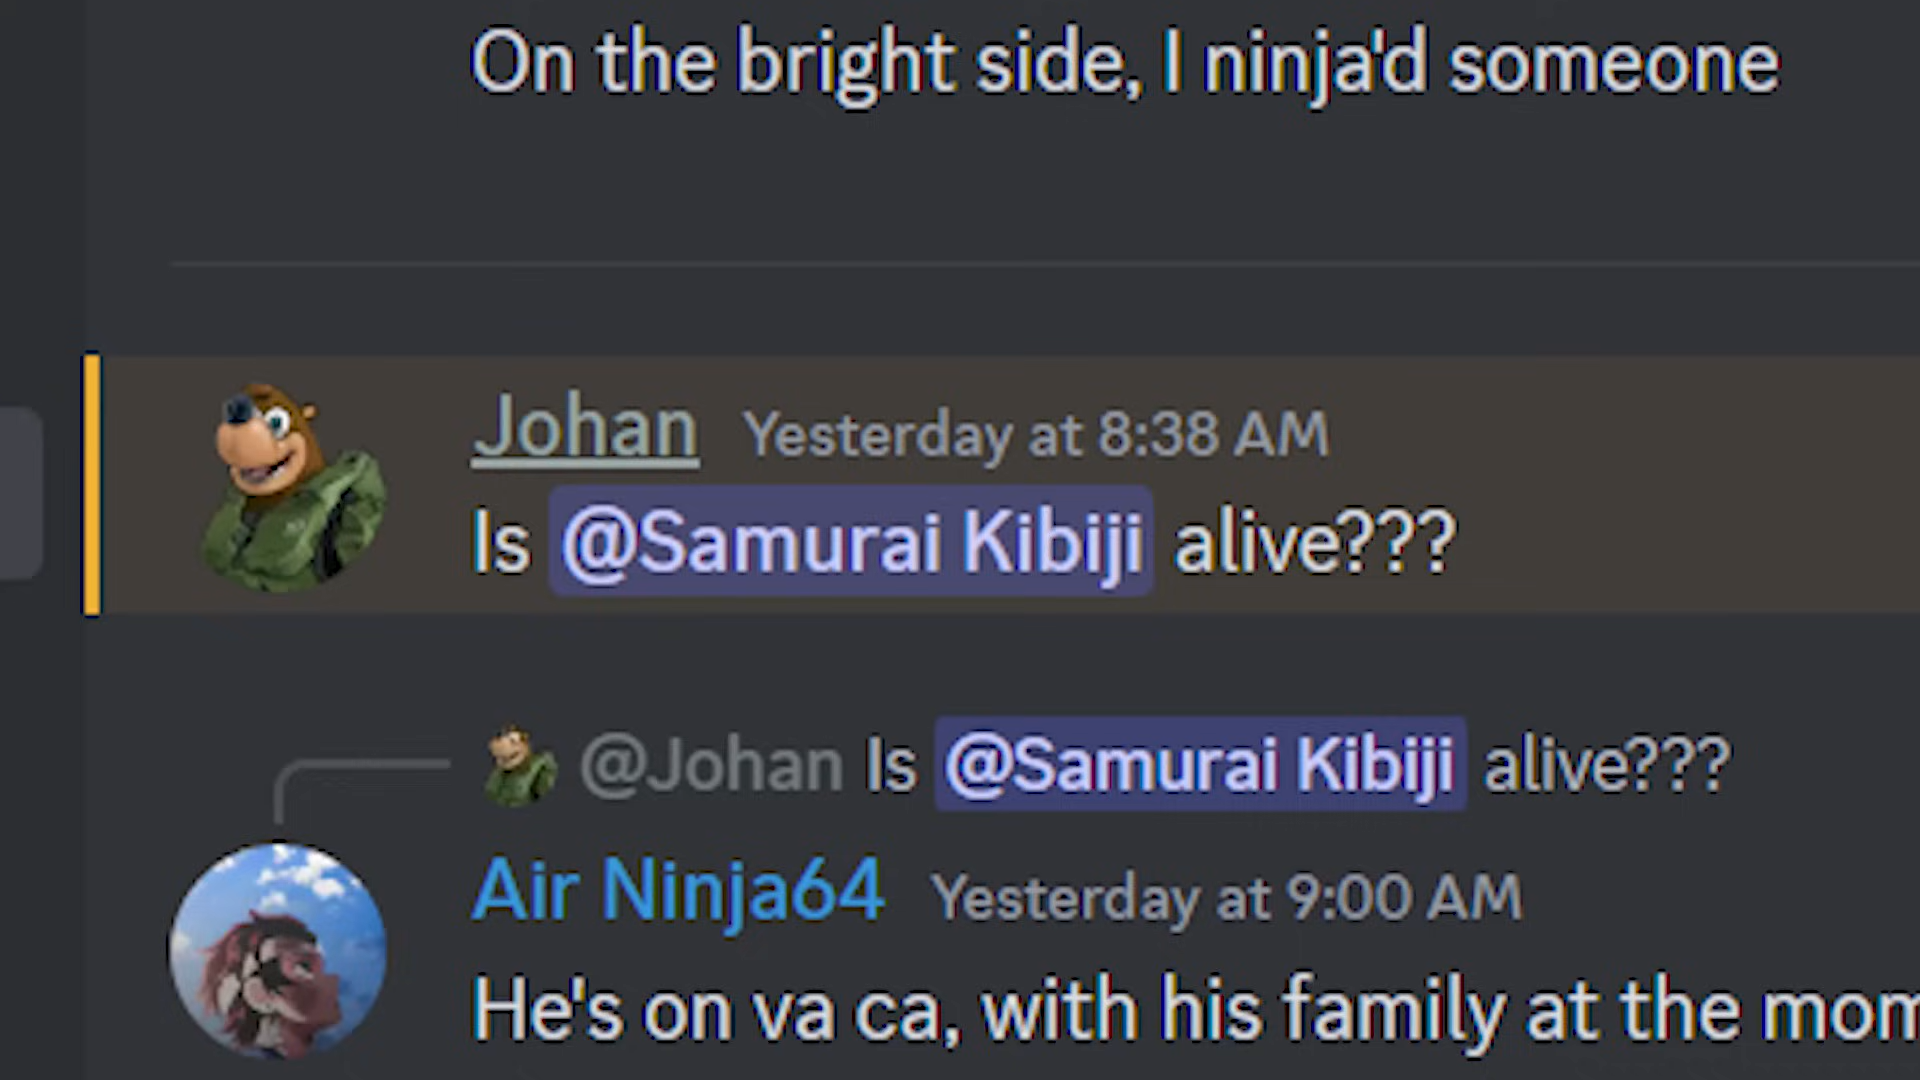 On the bright side, I ninja'd someone
Johan Yesterday at 8:38 AM
Is @Samurai Kibiji alive???
@Johan Is @Samurai Kibiji alive???
Air Ninja64 Yesterday at 9:00 AM
He's on va ca, with his family at the mom